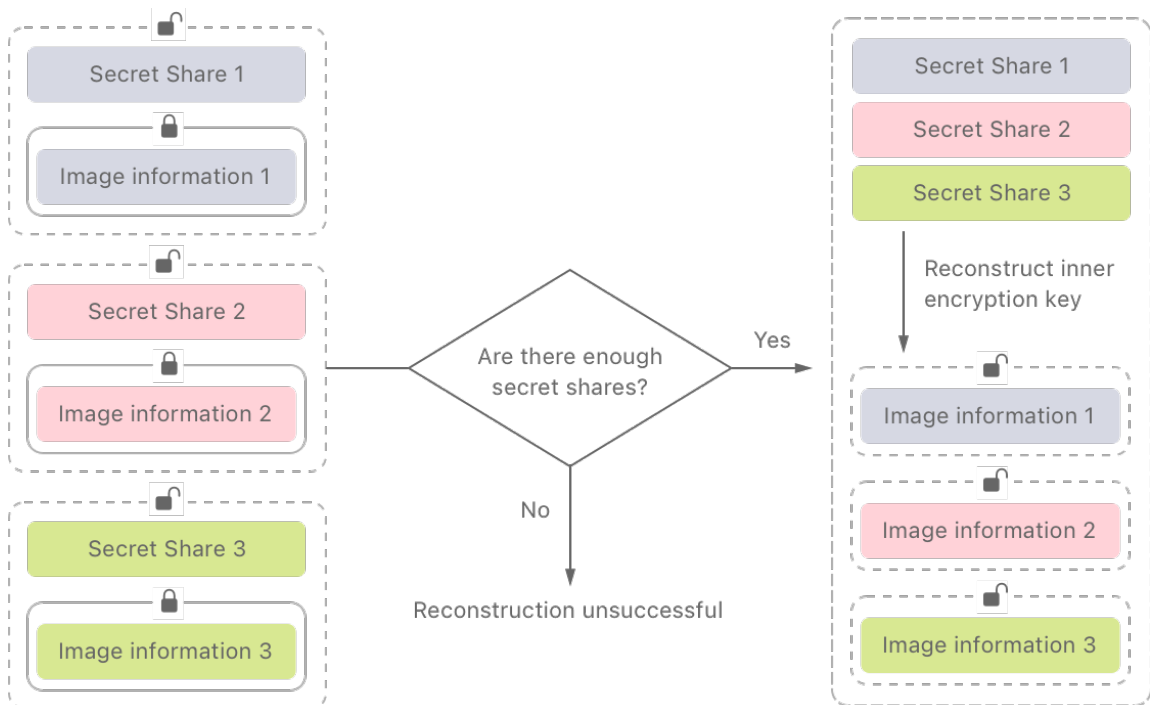 Secret Share 1
Image information 1
Secret Share 2
Image information 2
Secret Share 3
Image information 3
Are there enough
secret shares?
Yes
No
Reconstruction unsuccessful
Secret Share 1
Secret Share 2
Secret Share 3
Reconstruct inner
encryption key
Image information 1
Image information 2
Image information 3